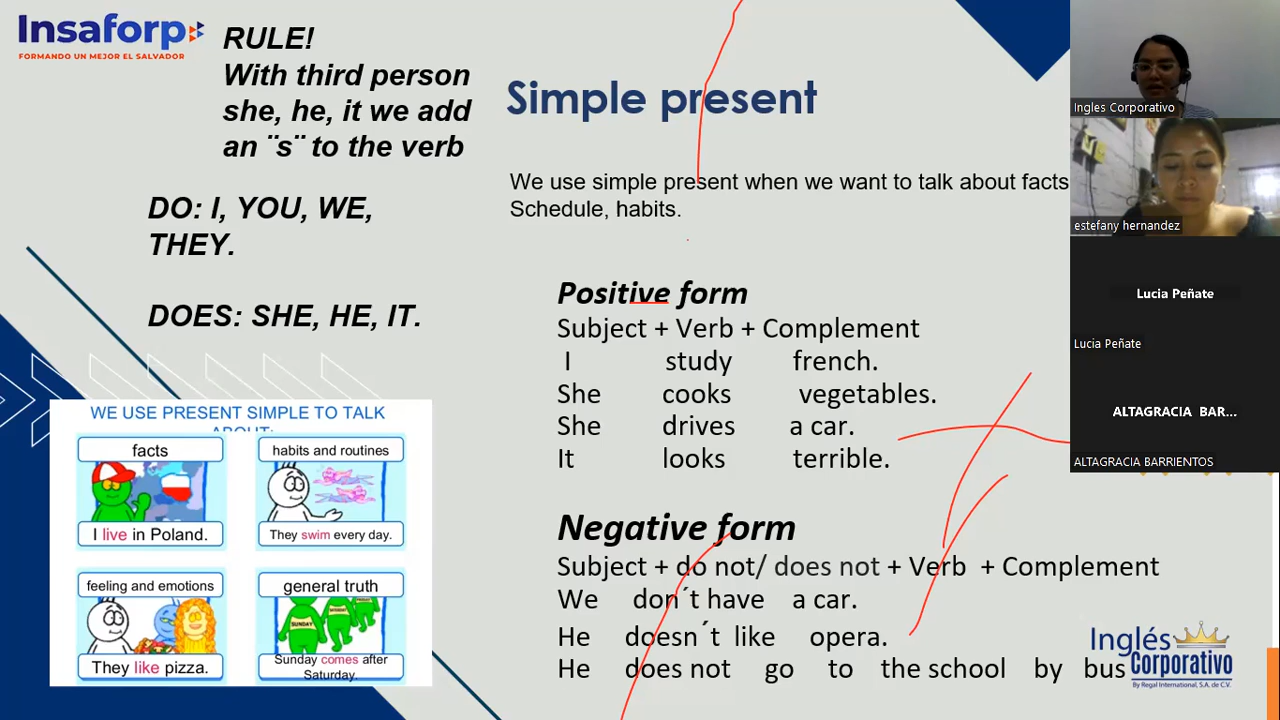 Insaforp
FORMANDO UN MEJOR EL SALVADOR
RULE!
With third person
she, he, it we add
an ¨s¨ to the verb
DO: I, YOU, WE,
THEY.
DOES: SHE, HE, IT.
WE USE PRESENT SIMPLE TO TALK
ABOUT:
facts
I live in Poland.
habits and routines
They swim every day.
feeling and emotions
They like pizza.
general truth
SUNDAY
Sunday comes after
Saturday.
Simple present
We use simple present when we want to talk about facts
Schedule, habits.
Positive form
Subject + Verb + Complement
I study french.
She cooks vegetables.
She drives a car.
It looks terrible.
Negative form
Subject + do not/ does not + Verb + Complement
We don´t have a car.
He doesn´t like opera.
He does not go to the school by bus
Inglés
Corporativo
By Regal International, S.A. de C.V.
Ingles Corporativo
estefany hernandez
Lucia Peñate
Lucia Peñate
ALTAGRACIA BAR...
ALTAGRACIA BARRIENTOS